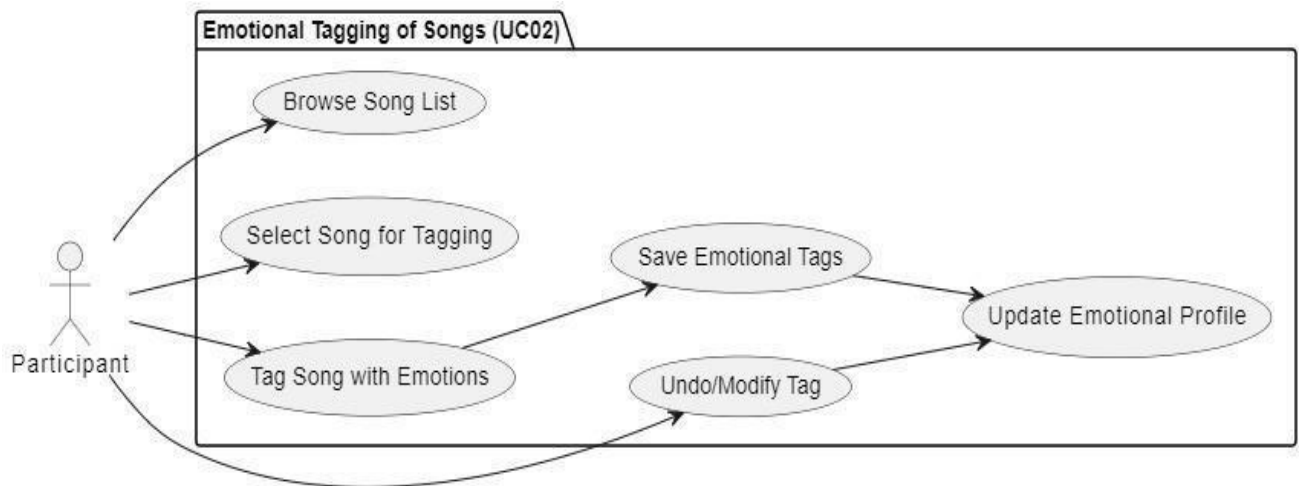 Emotional Tagging of Songs (UC02)
Browse Song List
Select Song for Tagging
Save Emotional Tags
Update Emotional Profile
Participant
Tag Song with Emotions
Undo/Modify Tag